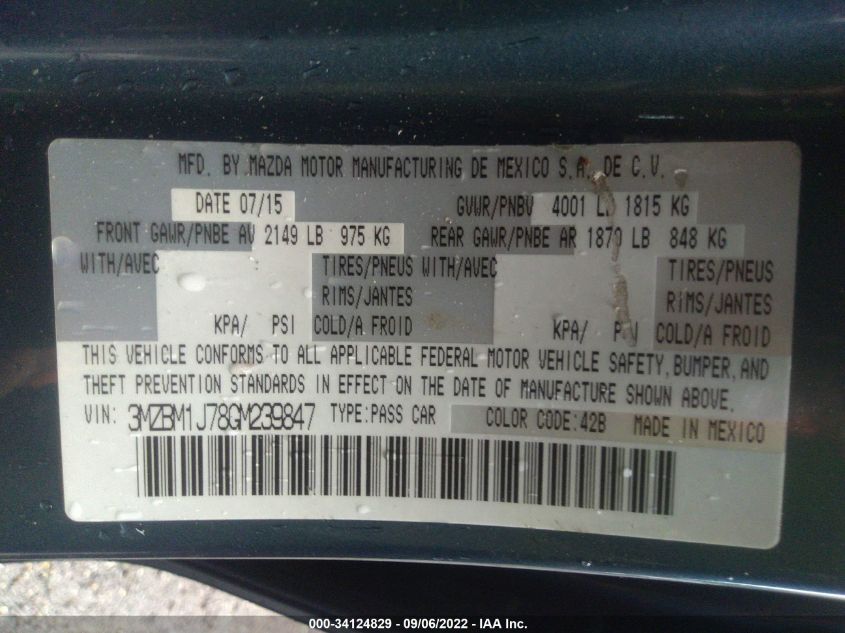 MFD. BY MAZDA MOTOR MANUFACTURING DE MEXICO S.A. DE C.V.
DATE 07/15 GVWR/PNBV 4001 LB 1815 KG
FRONT GAWR/PNBE AV 2149 LB 975 KG REAR GAWR/PNBE AR 1870 LB 848 KG
WITH/AVEC TIRES/PNEUS WITH/AVEC TIRES/PNEUS
RIMS/JANTES RIMS/JANTES
KPA/ PSI COLD/A FROID KPA/ PSI COLD/A FROID
THIS VEHICLE CONFORMS TO ALL APPLICABLE FEDERAL MOTOR VEHICLE SAFETY, BUMPER, AND
THEFT PREVENTION STANDARDS IN EFFECT ON THE DATE OF MANUFACTURE SHOWN ABOVE.
VIN: 3MZBM1J78GM239847 TYPE:PASS CAR COLOR CODE:42B MADE IN MEXICO
000-34124829 - 09/06/2022 - IAA Inc.